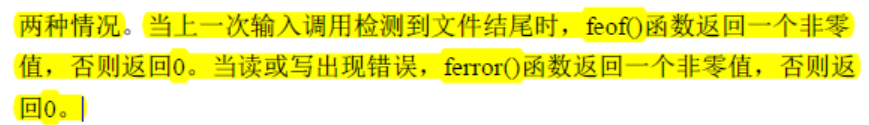 两种情况。当上一次输入调用检测到文件结尾时，feof()函数返回一个非零
值，否则返回0。当读或写出现错误，ferror()函数返回一个非零值，否则返
回0。